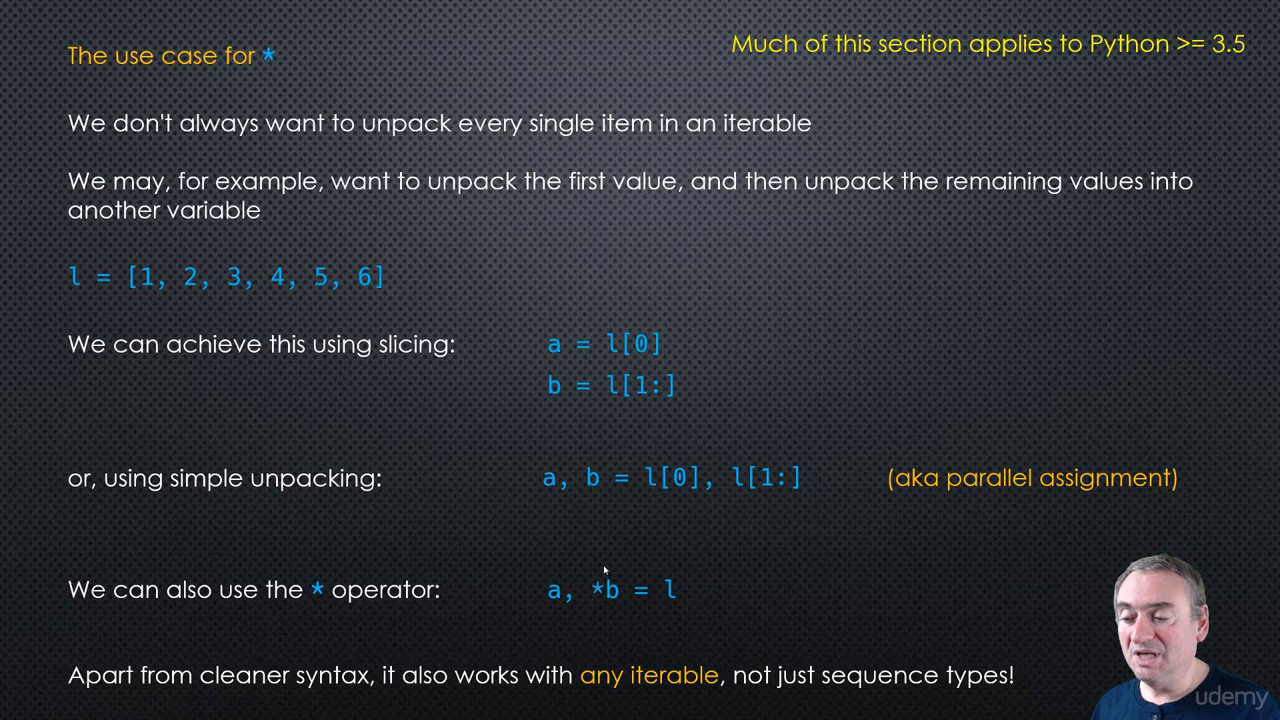 The use case for *
Much of this section applies to Python >= 3.5
We don't always want to unpack every single item in an iterable
We may, for example, want to unpack the first value, and then unpack the remaining values into
another variable
l = [1, 2, 3, 4, 5, 6]
We can achieve this using slicing: a = l[0]
b = l[1:]
or, using simple unpacking: a, b = l[0], l[1:] (aka parallel assignment)
We can also use the * operator: a, *b = l
Apart from cleaner syntax, it also works with any iterable, not just sequence types!
udemy